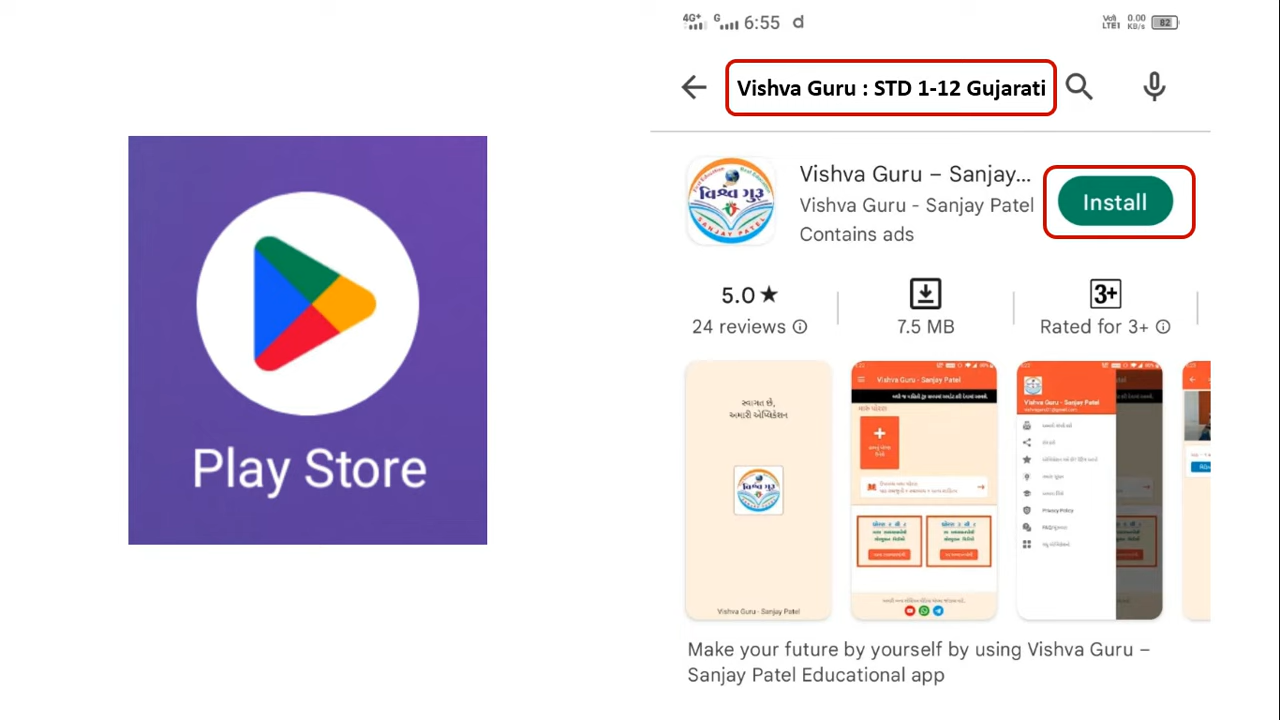 Play Store
4G+ G 6:55 d Vo) LTE1 0.00 KB/s 82
Vishva Guru : STD 1-12 Gujarati
Vishva Guru – Sanjay...
Vishva Guru - Sanjay Patel
Contains ads
Install
વિશ્વ ગુરૂ
SANJAY PATEL
5.0★
24 reviews
7.5 MB
3+
Rated for 3+
સ્વાગત છે,
અમારી એપ્લિકેશન
વિશ્વ ગુરૂ
Vishva Guru - Sanjay Patel
Vishva Guru - Sanjay Patel
Vishva Guru - Sanjay Patel
Privacy Policy
Make your future by yourself by using Vishva Guru –
Sanjay Patel Educational app